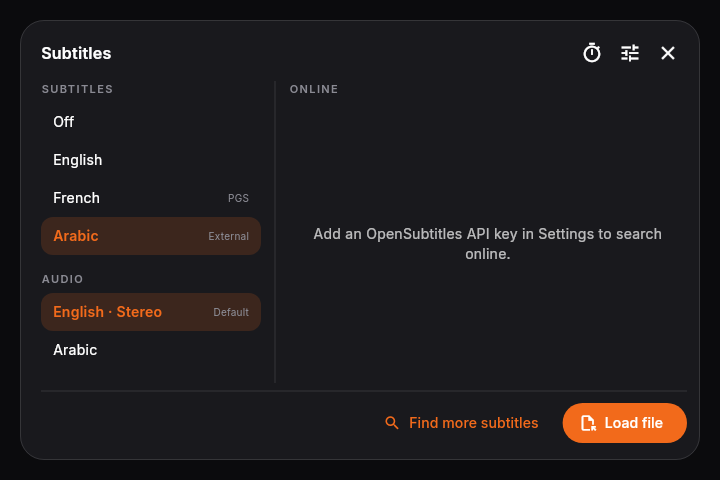 Subtitles
SUBTITLES
Off
English
French PGS
Arabic External
AUDIO
English · Stereo Default
Arabic
ONLINE
Add an OpenSubtitles API key in Settings to search
online.
Find more subtitles
Load file